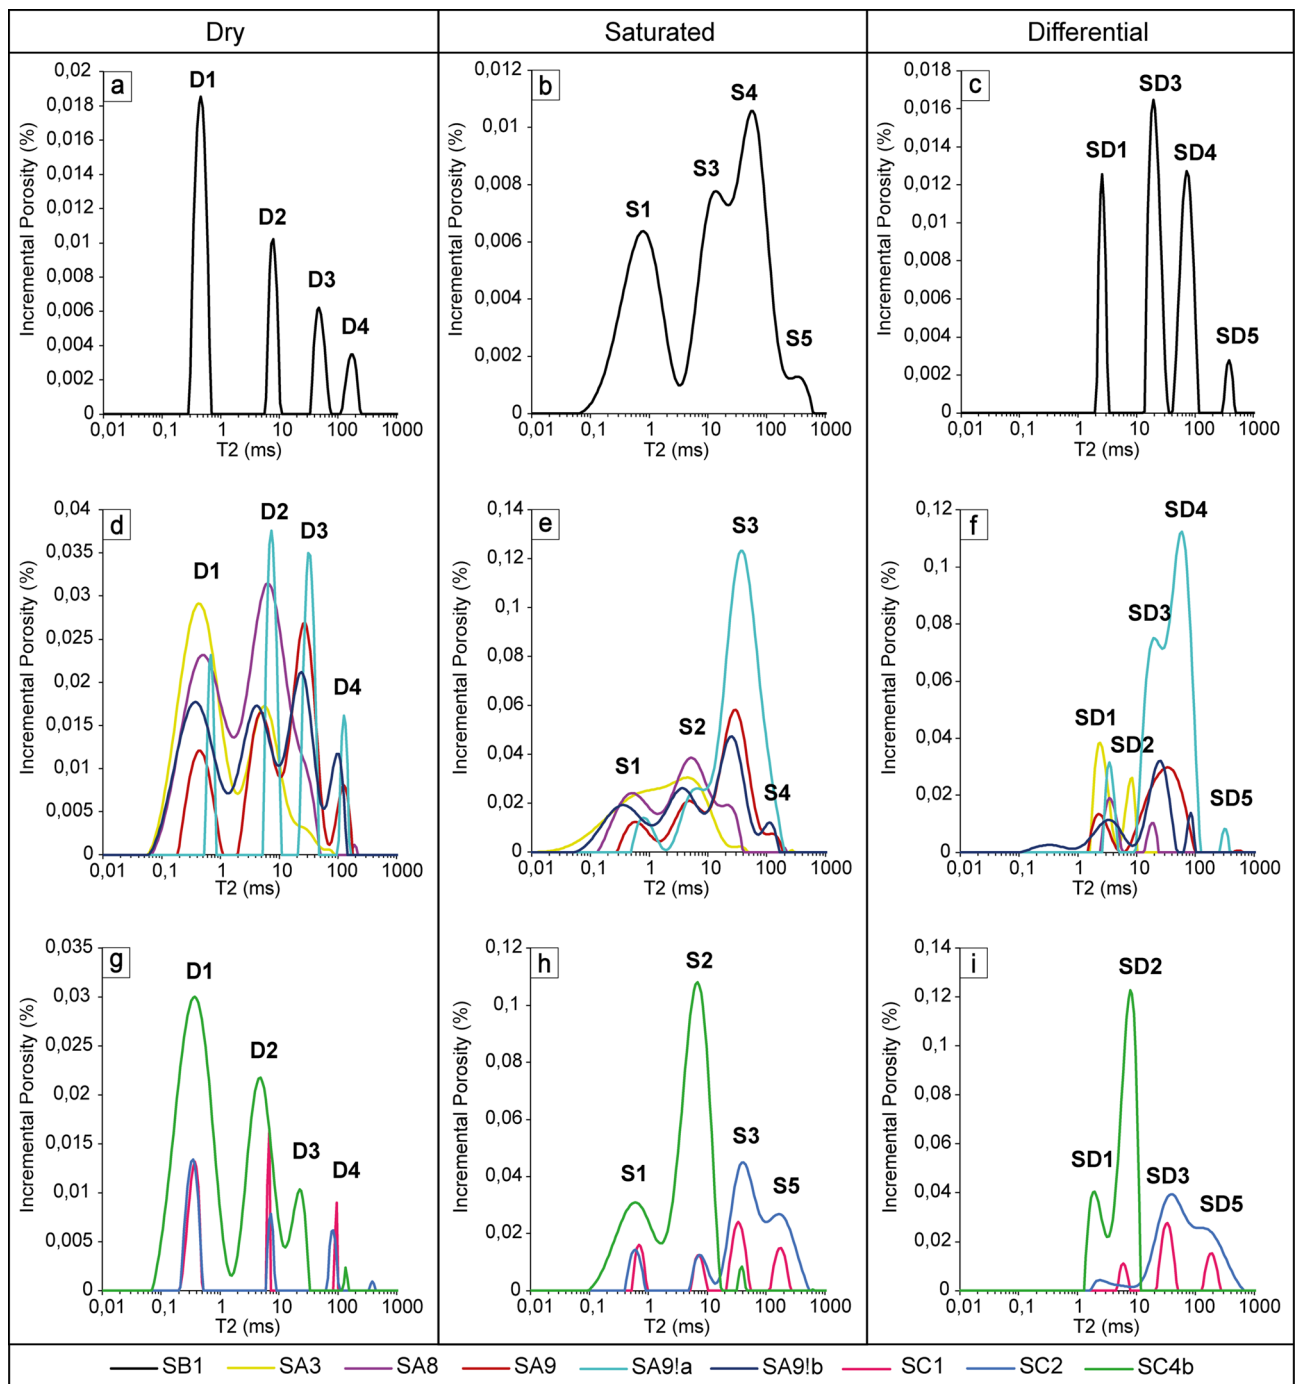 Dry Saturated Differential
a
D1
D2
D3
D4
Incremental Porosity (%)
0,02
0,018
0,016
0,014
0,012
0,01
0,008
0,006
0,004
0,002
0
0,01 0,1 1 10 100 1000
T2 (ms)
b
S1
S3
S4
S5
Incremental Porosity (%)
0,012
0,01
0,008
0,006
0,004
0,002
0
0,01 0,1 1 10 100 1000
T2 (ms)
c
SD1
SD3
SD4
SD5
Incremental Porosity (%)
0,018
0,016
0,014
0,012
0,01
0,008
0,006
0,004
0,002
0
0,01 0,1 1 10 100 1000
T2 (ms)
d
D1
D2
D3
D4
Incremental Porosity (%)
0,04
0,035
0,03
0,025
0,02
0,015
0,01
0,005
0
0,01 0,1 1 10 100 1000
T2 (ms)
e
S1
S2
S3
S4
Incremental Porosity (%)
0,14
0,12
0,1
0,08
0,06
0,04
0,02
0
0,01 0,1 1 10 100 1000
T2 (ms)
f
SD1
SD2
SD3
SD4
SD5
Incremental Porosity (%)
0,12
0,1
0,08
0,06
0,04
0,02
0
0,01 0,1 1 10 100 1000
T2 (ms)
g
D1
D2
D3
D4
Incremental Porosity (%)
0,035
0,03
0,025
0,02
0,015
0,01
0,005
0
0,01 0,1 1 10 100 1000
T2 (ms)
h
S1
S2
S3
S5
Incremental Porosity (%)
0,12
0,1
0,08
0,06
0,04
0,02
0
0,01 0,1 1 10 100 1000
T2 (ms)
i
SD1
SD2
SD3
SD5
Incremental Porosity (%)
0,14
0,12
0,1
0,08
0,06
0,04
0,02
0
0,01 0,1 1 10 100 1000
T2 (ms)
SB1 SA3 SA8 SA9 SA9!a SA9!b SC1 SC2 SC4b